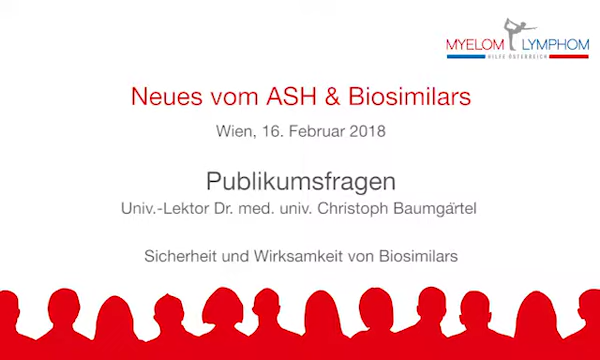 MYELOM LYMPHOM
HILFE ÖSTERREICH
Neues vom ASH & Biosimilars
Wien, 16. Februar 2018
Publikumsfragen
Univ.-Lektor Dr. med. univ. Christoph Baumgärtel
Sicherheit und Wirksamkeit von Biosimilars